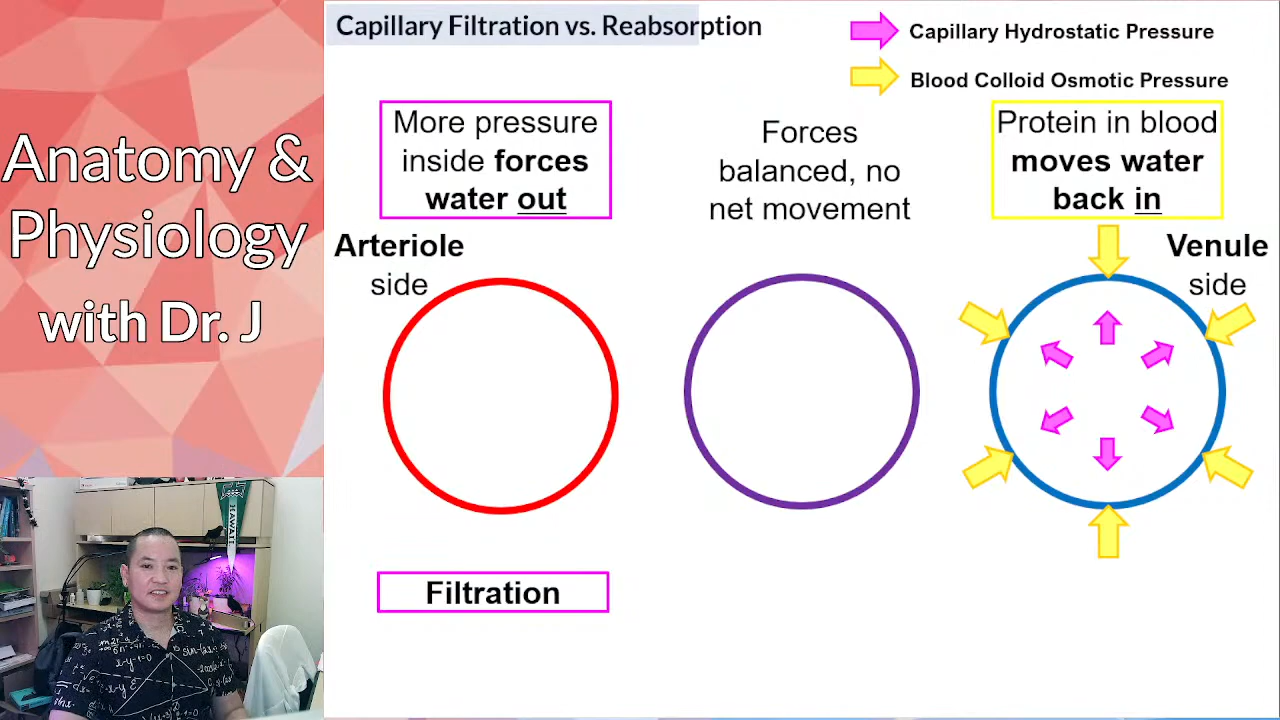 Anatomy &
Physiology
with Dr. J
Capillary Filtration vs. Reabsorption
Capillary Hydrostatic Pressure
Blood Colloid Osmotic Pressure
More pressure
inside forces
water out
Forces
balanced, no
net movement
Protein in blood
moves water
back in
Arteriole
side
Venule
side
Filtration
HAWAII